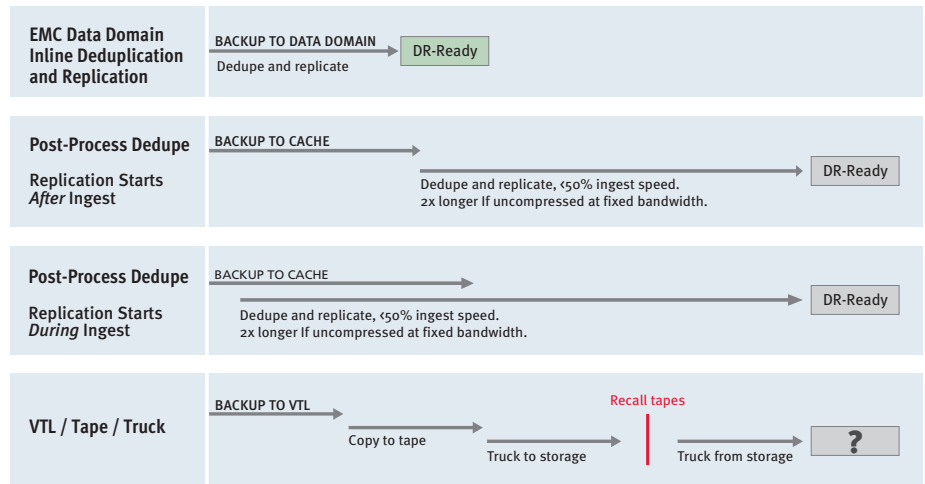 EMC Data Domain
Inline Deduplication
and Replication
BACKUP TO DATA DOMAIN
Dedupe and replicate
DR-Ready
Post-Process Dedupe
Replication Starts
After Ingest
BACKUP TO CACHE
Dedupe and replicate, <50% ingest speed.
2x longer If uncompressed at fixed bandwidth.
DR-Ready
Post-Process Dedupe
Replication Starts
During Ingest
BACKUP TO CACHE
Dedupe and replicate, <50% ingest speed.
2x longer If uncompressed at fixed bandwidth.
DR-Ready
VTL / Tape / Truck
BACKUP TO VTL
Copy to tape
Truck to storage
Recall tapes
Truck from storage
?